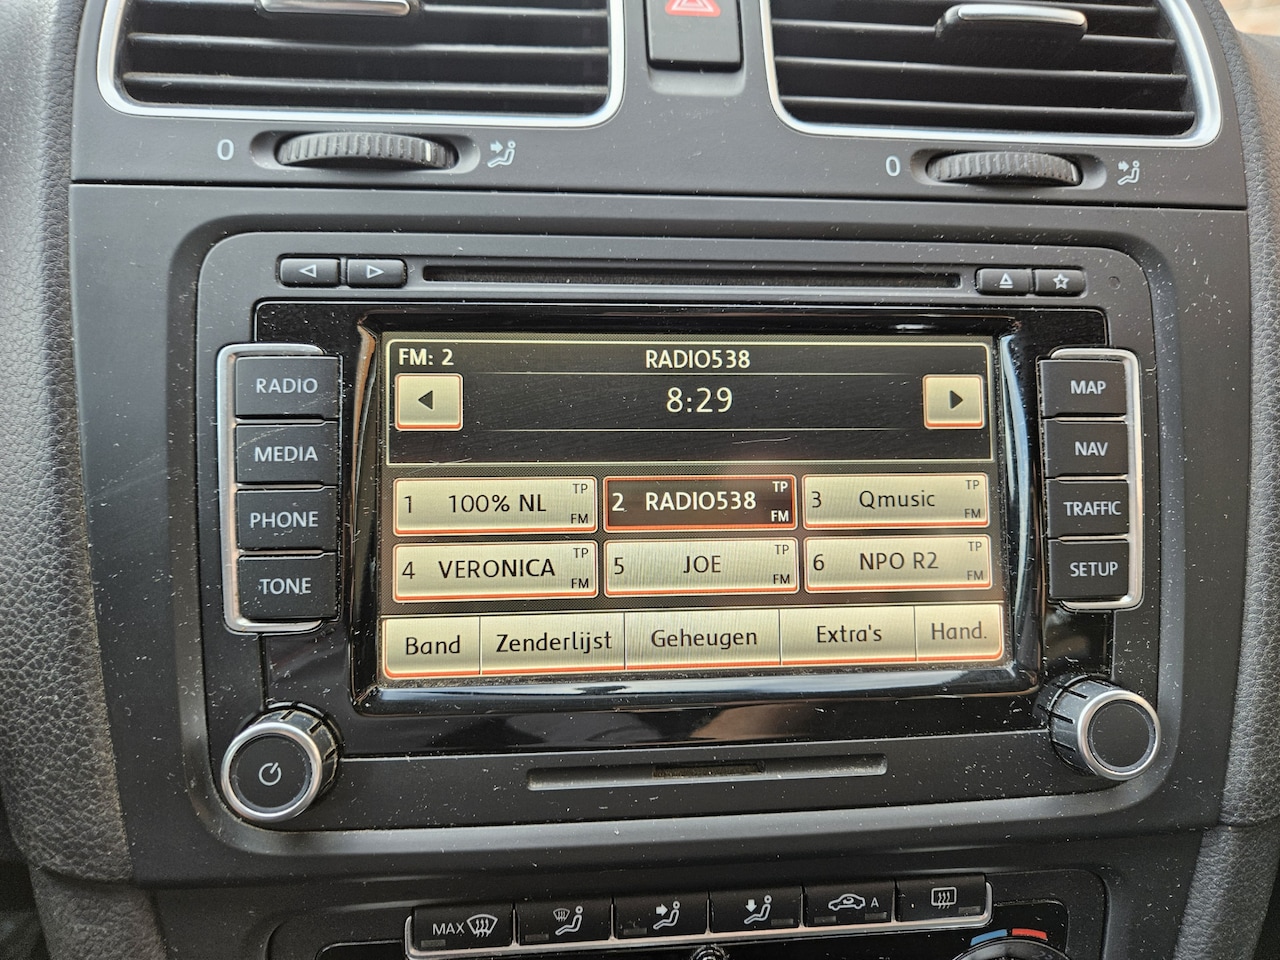 0
0
RADIO
MEDIA
PHONE
TONE
FM: 2
RADIO538
8:29
1 100% NL TP FM
2 RADIO538 TP FM
3 Qmusic TP FM
4 VERONICA TP FM
5 JOE TP FM
6 NPO R2 TP FM
Band Zenderlijst Geheugen Extra's Hand.
MAP
NAV
TRAFFIC
SETUP
MAX
A